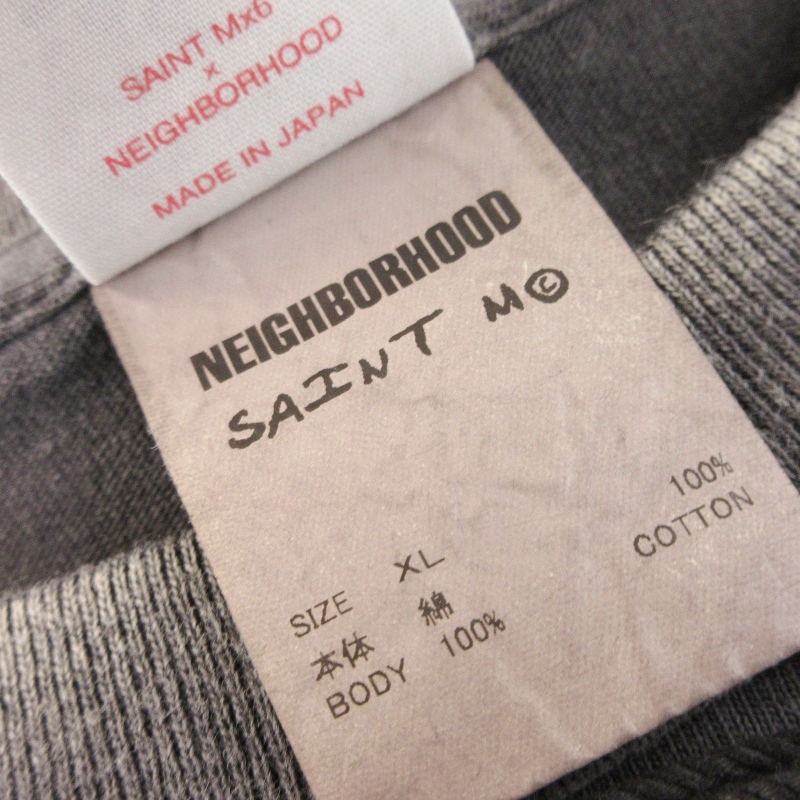 SAINT Mx6
×
NEIGHBORHOOD
MADE IN JAPAN
NEIGHBORHOOD
SAINT M©
SIZE XL
本体 綿
BODY 100%
100%
COTTON